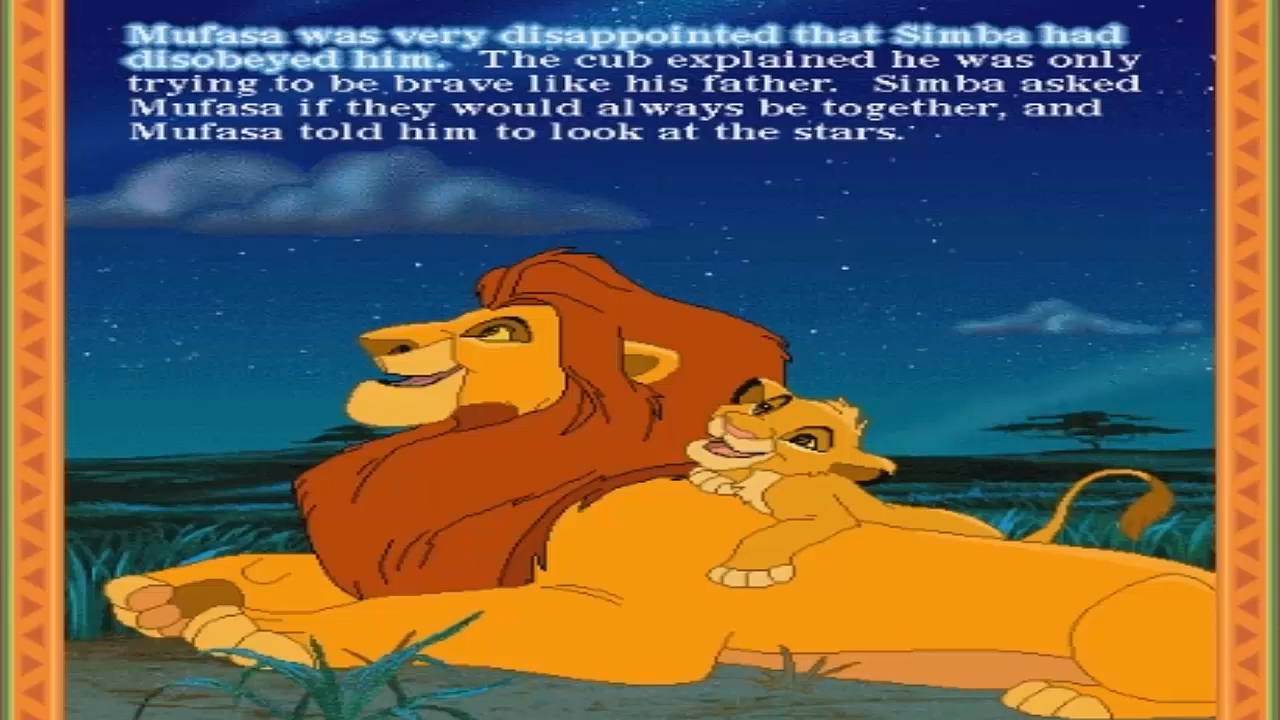 Mufasa was very disappointed that Simba had
disobeyed him. The cub explained he was only
trying to be brave like his father. Simba asked
Mufasa if they would always be together, and
Mufasa told him to look at the stars.